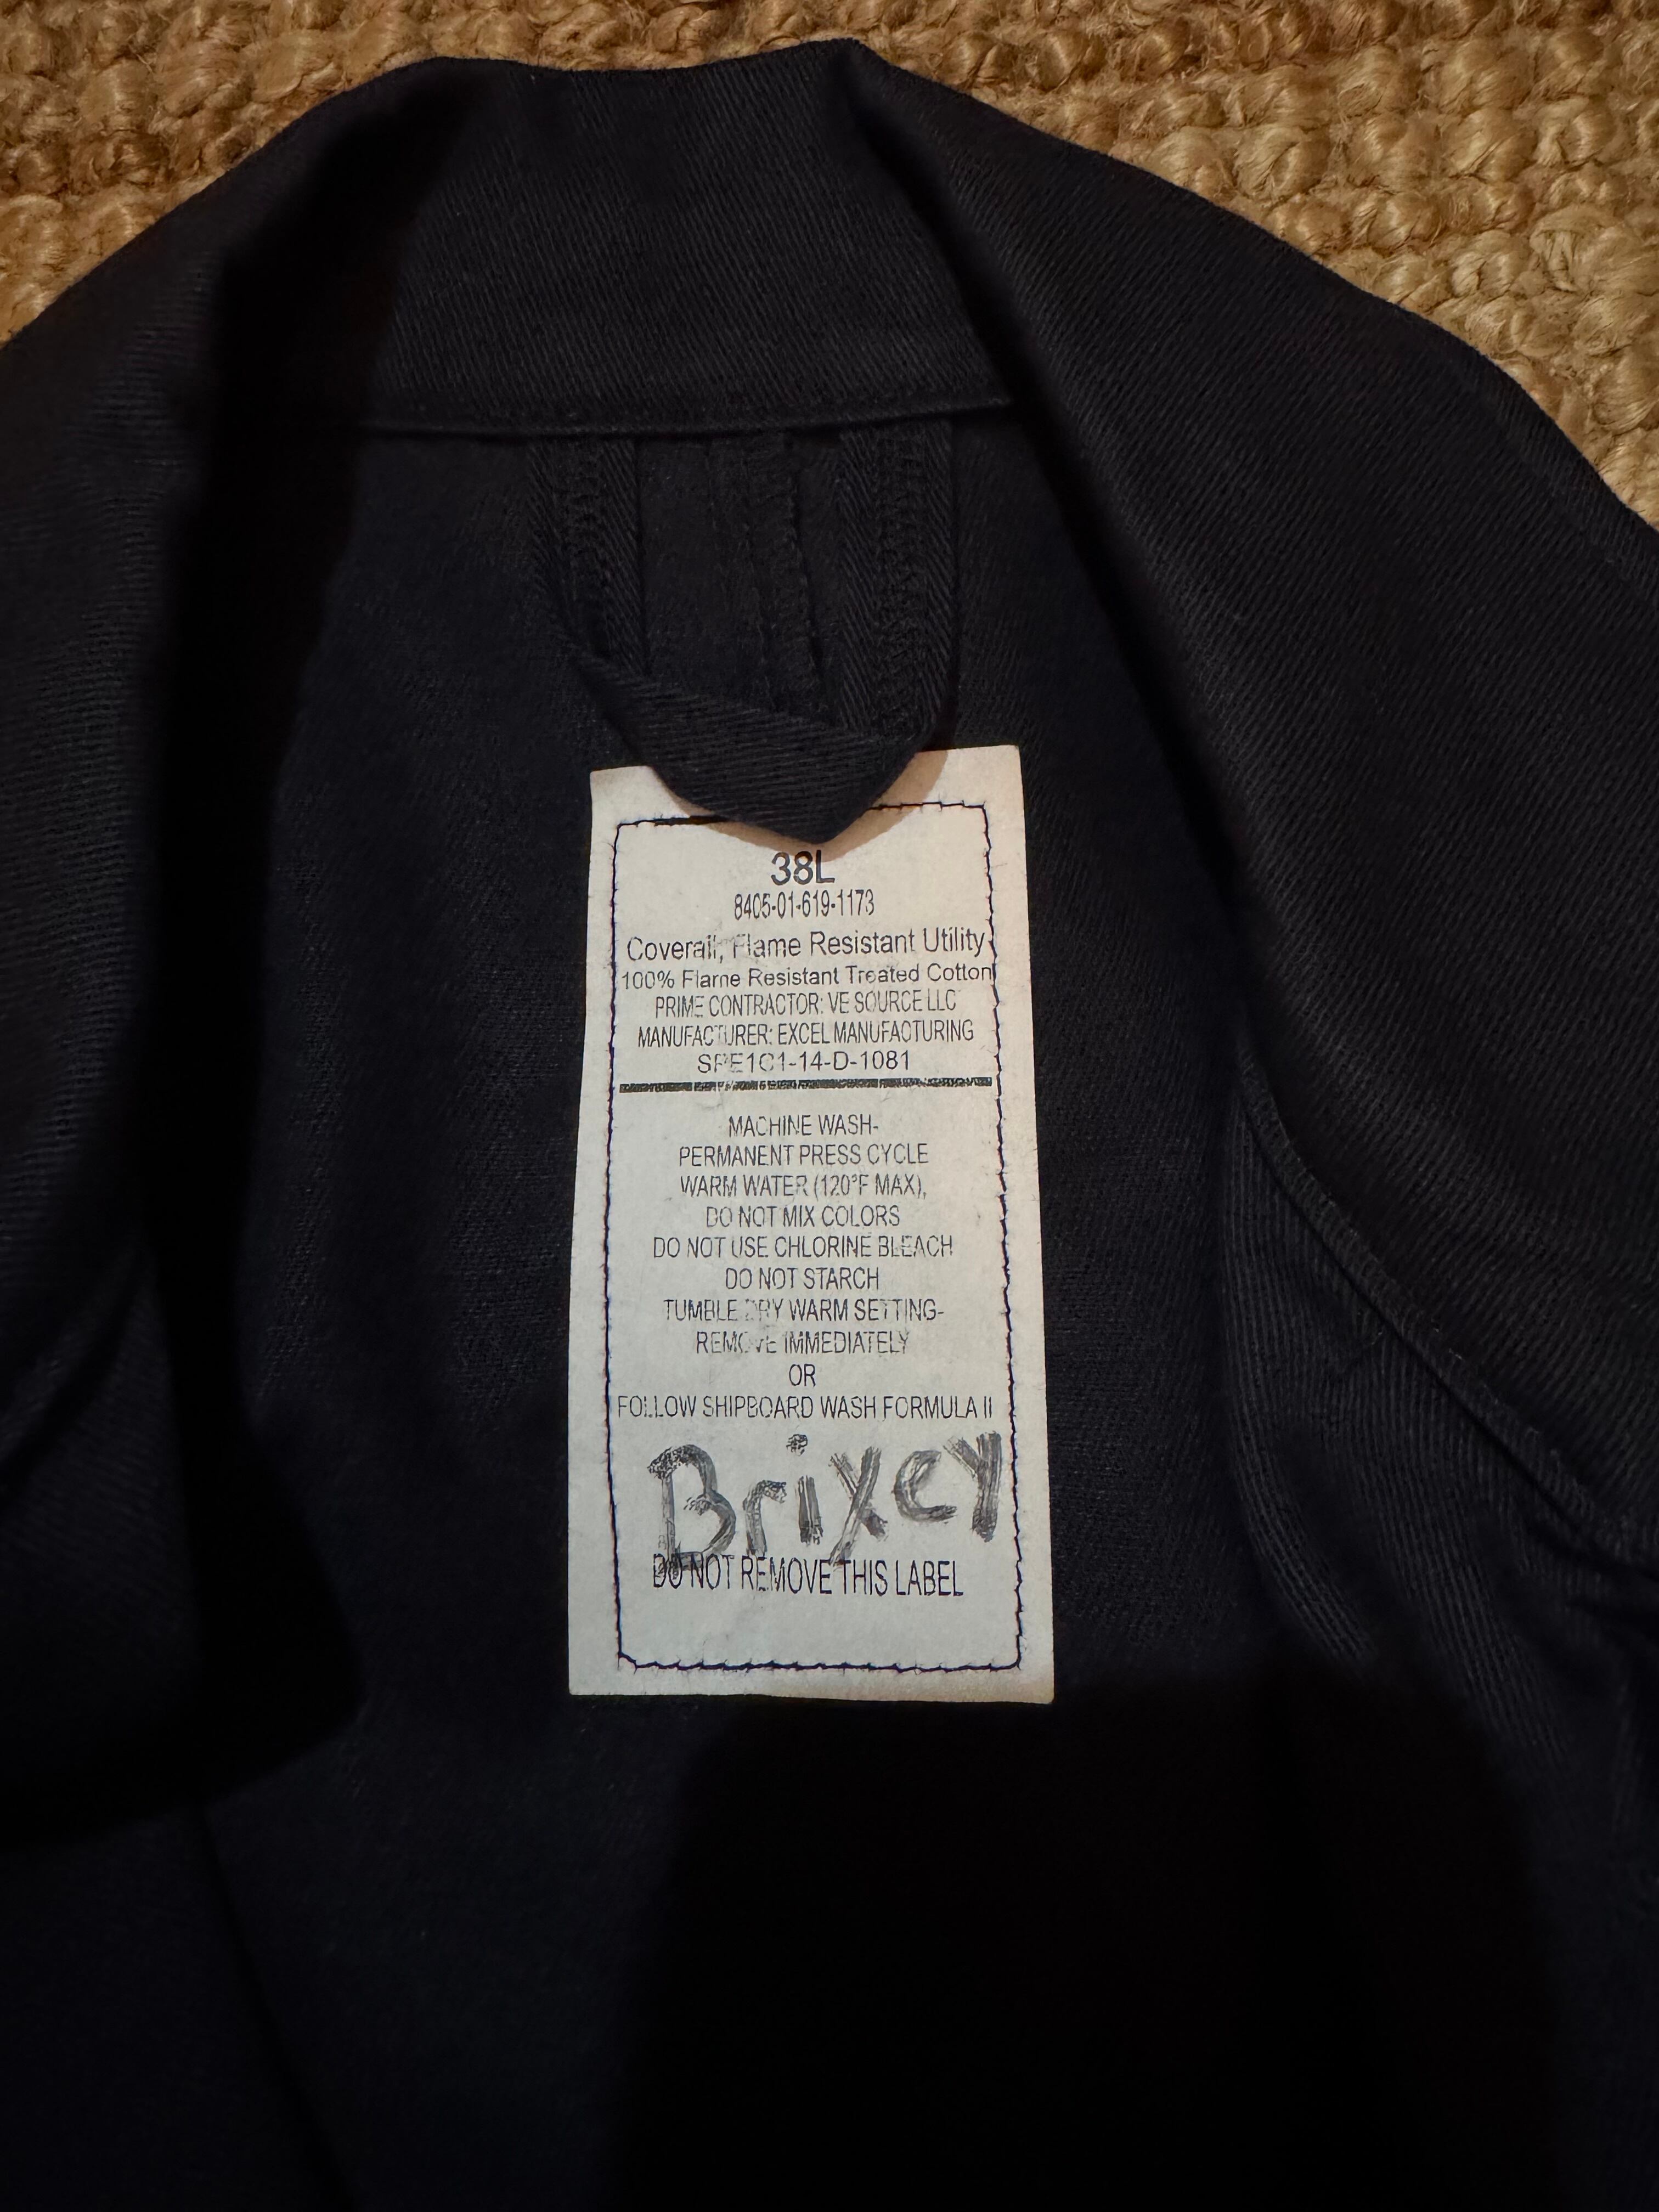 38L
8405-01-619-1173
Coverall, Flame Resistant Utility
100% Flame Resistant Treated Cotton
PRIME CONTRACTOR: VE SOURCE LLC
MANUFACTURER: EXCEL MANUFACTURING
SPE1C1-14-D-1081
MACHINE WASH-
PERMANENT PRESS CYCLE
WARM WATER (120°F MAX),
DO NOT MIX COLORS
DO NOT USE CHLORINE BLEACH
DO NOT STARCH
TUMBLE DRY WARM SETTING-
REMOVE IMMEDIATELY
OR
FOLLOW SHIPBOARD WASH FORMULA II
Brixey
DO NOT REMOVE THIS LABEL